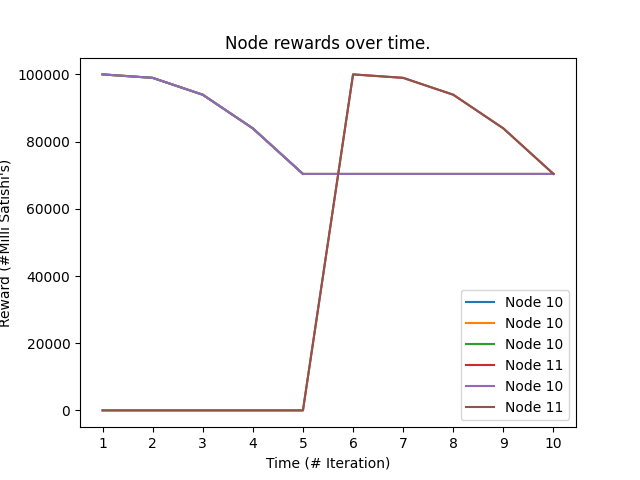 Node rewards over time.
100000
80000
60000
40000
20000
0
Reward (#Milli Satishi's)
1 2 3 4 5 6 7 8 9 10
Time (# Iteration)
Node 10
Node 10
Node 10
Node 11
Node 10
Node 11